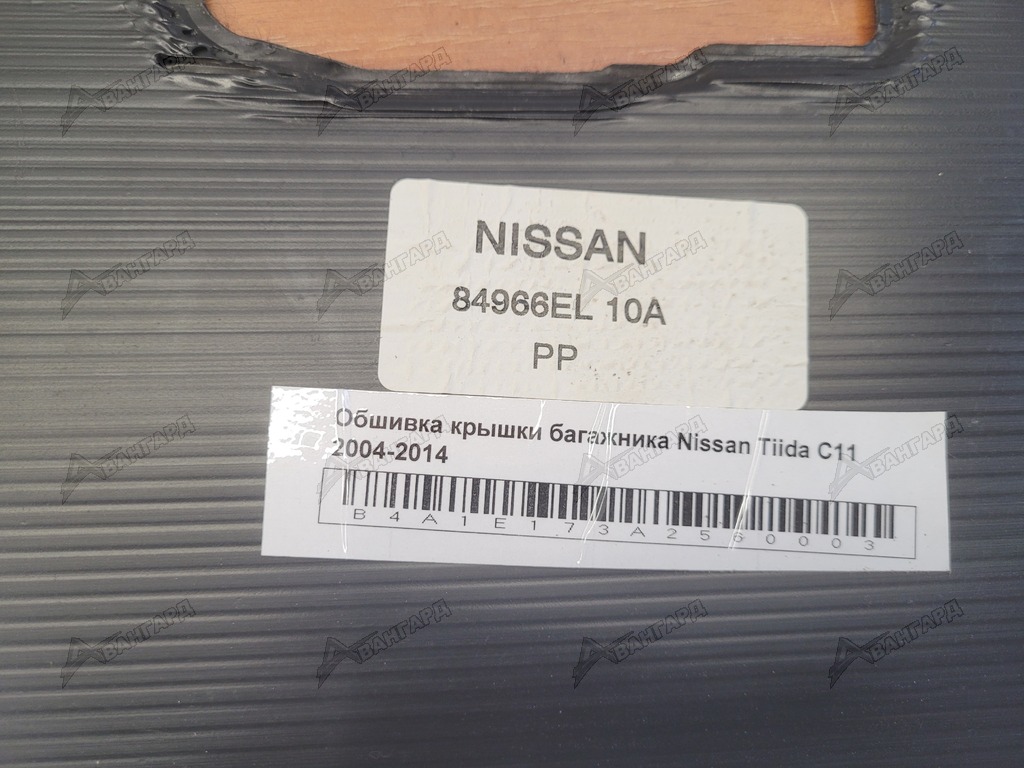 NISSAN
84966EL 10A
PP
Обшивка крышки багажника Nissan Tiida C11
2004-2014
B4A1E173A2560003
АВАНГАРД